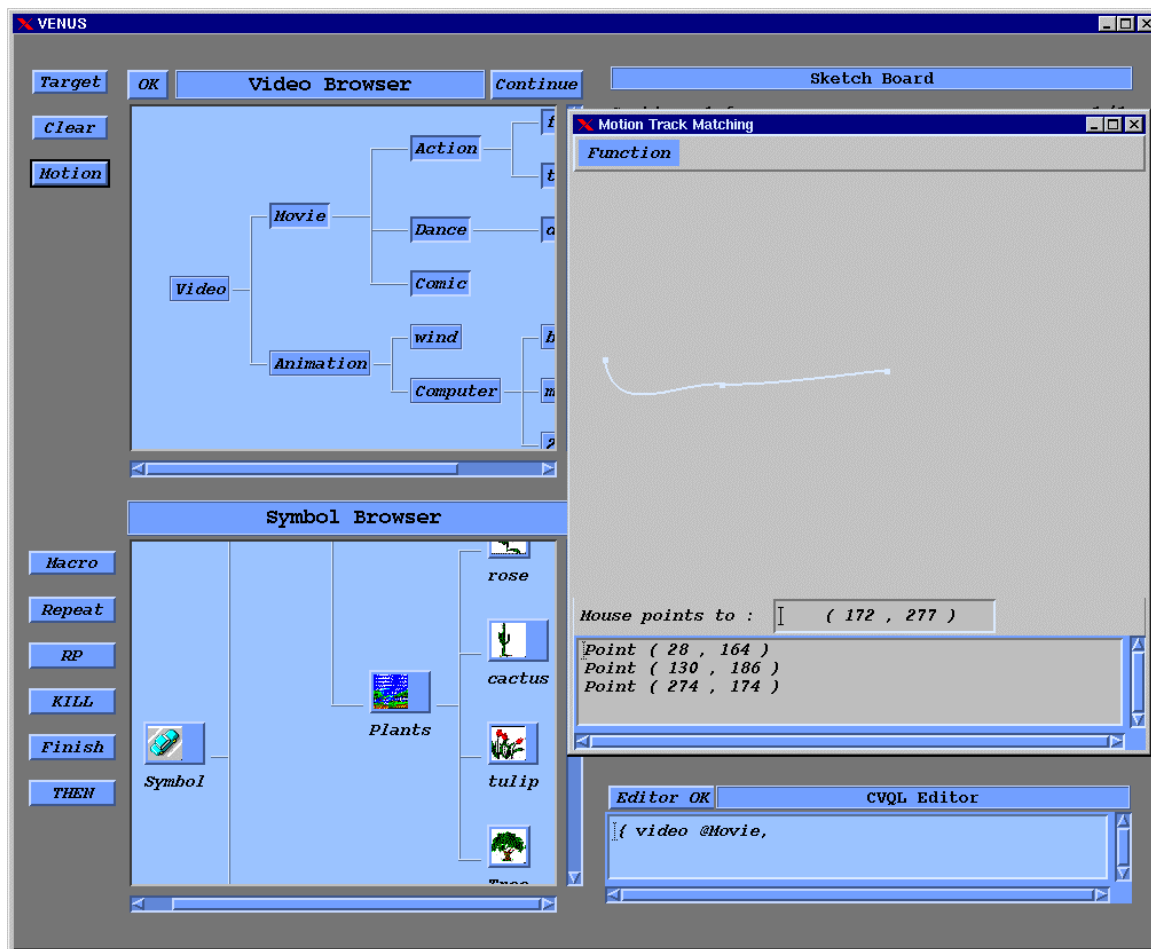 VENUS
Target
OK
Video Browser
Continue
Sketch Board
Clear
Motion
Motion Track Matching
Function
Video
Movie
Action
Dance
Comic
Animation
wind
Computer
Symbol Browser
Macro
Repeat
RP
KILL
Finish
THEN
Symbol
Plants
rose
cactus
tulip
Mouse points to : ( 172 , 277 )
Point ( 28 , 164 )
Point ( 130 , 186 )
Point ( 274 , 174 )
Editor OK
CVQL Editor
{ video @Movie,